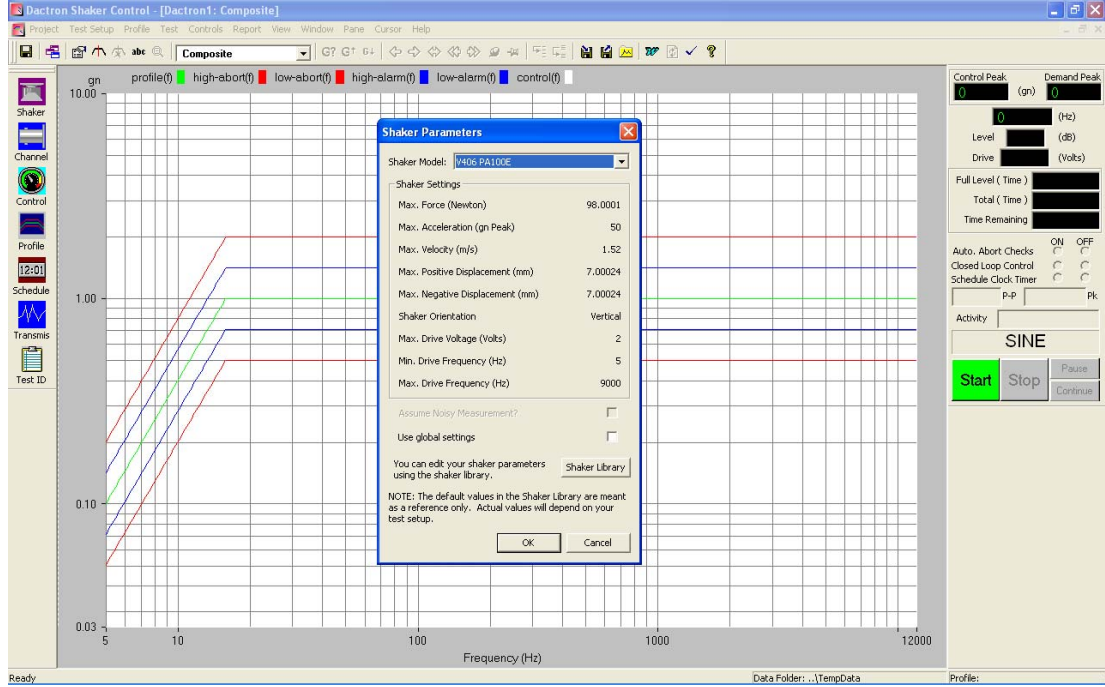 Dactron Shaker Control - [Dactron1: Composite]
Project Test Setup Profile Test Controls Report View Window Pane Cursor Help
abc Composite G? G↑ G↓
Shaker
Channel
Control
Profile
12:01
Schedule
Transmis
Test ID
gn profile(f) high-abort(f) low-abort(f) high-alarm(f) low-alarm(f) control(f)
10.00
1.00
0.10
0.03
5 10 100 1000 12000
Frequency (Hz)
Shaker Parameters
Shaker Model: V406 PA100E
Shaker Settings
Max. Force (Newton) 98.0001
Max. Acceleration (gn Peak) 50
Max. Velocity (m/s) 1.52
Max. Positive Displacement (mm) 7.00024
Max. Negative Displacement (mm) 7.00024
Shaker Orientation Vertical
Max. Drive Voltage (Volts) 2
Min. Drive Frequency (Hz) 5
Max. Drive Frequency (Hz) 9000
Assume Noisy Measurement?
Use global settings
You can edit your shaker parameters
using the shaker library.
Shaker Library
NOTE: The default values in the Shaker Library are meant
as a reference only. Actual values will depend on your
test setup.
OK Cancel
Control Peak Demand Peak
0 (gn) 0
0 (Hz)
Level (dB)
Drive (Volts)
Full Level ( Time )
Total ( Time )
Time Remaining
ON OFF
Auto. Abort Checks
Closed Loop Control
Schedule Clock Timer
P-P Pk
Activity
SINE
Start Stop Pause
Continue
Ready Data Folder: ..\TempData Profile: